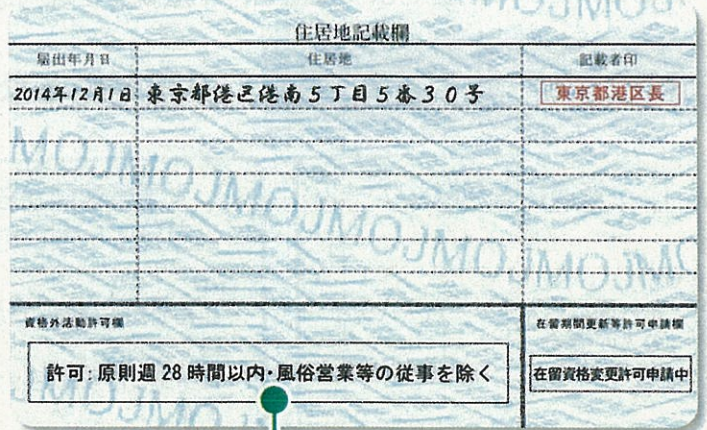 住居地記載欄
届出年月日 住居地 記載者印
2014年12月1日 東京都港区港南5丁目5番30号 東京都港区長
MOJMOJMOJMOJMOJMOJ
資格外活動許可欄 在留期間更新等許可申請欄
許可:原則週28時間以内・風俗営業等の従事を除く 在留資格変更許可申請中